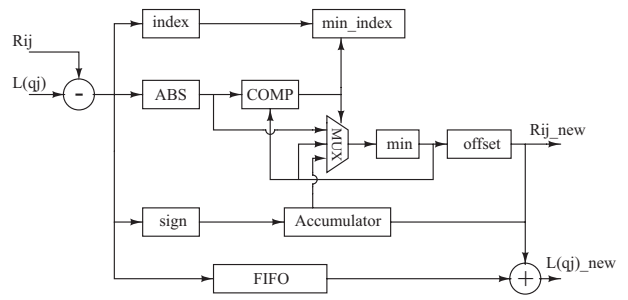 index
min_index
Rij
L(qj)
-
ABS
COMP
MUX
min
offset
Rij_new
sign
Accumulator
FIFO
+
L(qj)_new